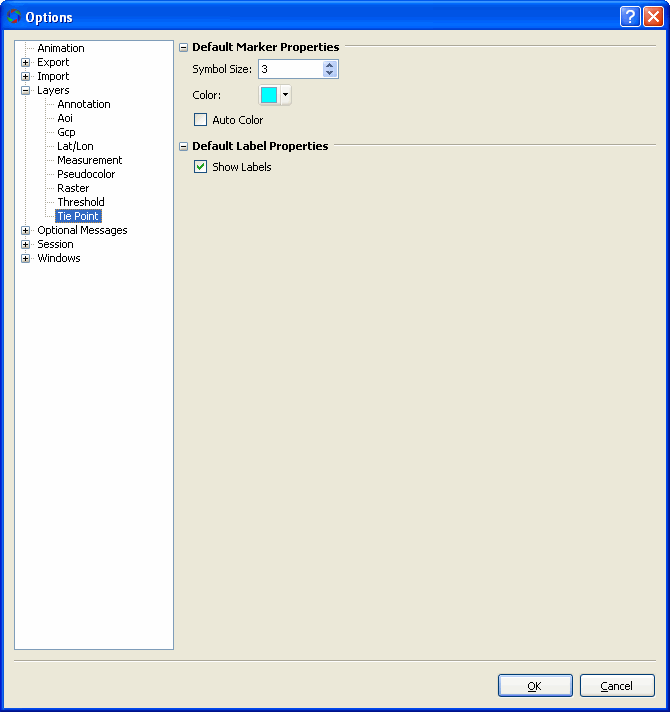 Options
Animation
Export
Import
Layers
Annotation
Aoi
Gcp
Lat/Lon
Measurement
Pseudocolor
Raster
Threshold
Tie Point
Optional Messages
Session
Windows
Default Marker Properties
Symbol Size: 3
Color:
Auto Color
Default Label Properties
Show Labels
OK Cancel